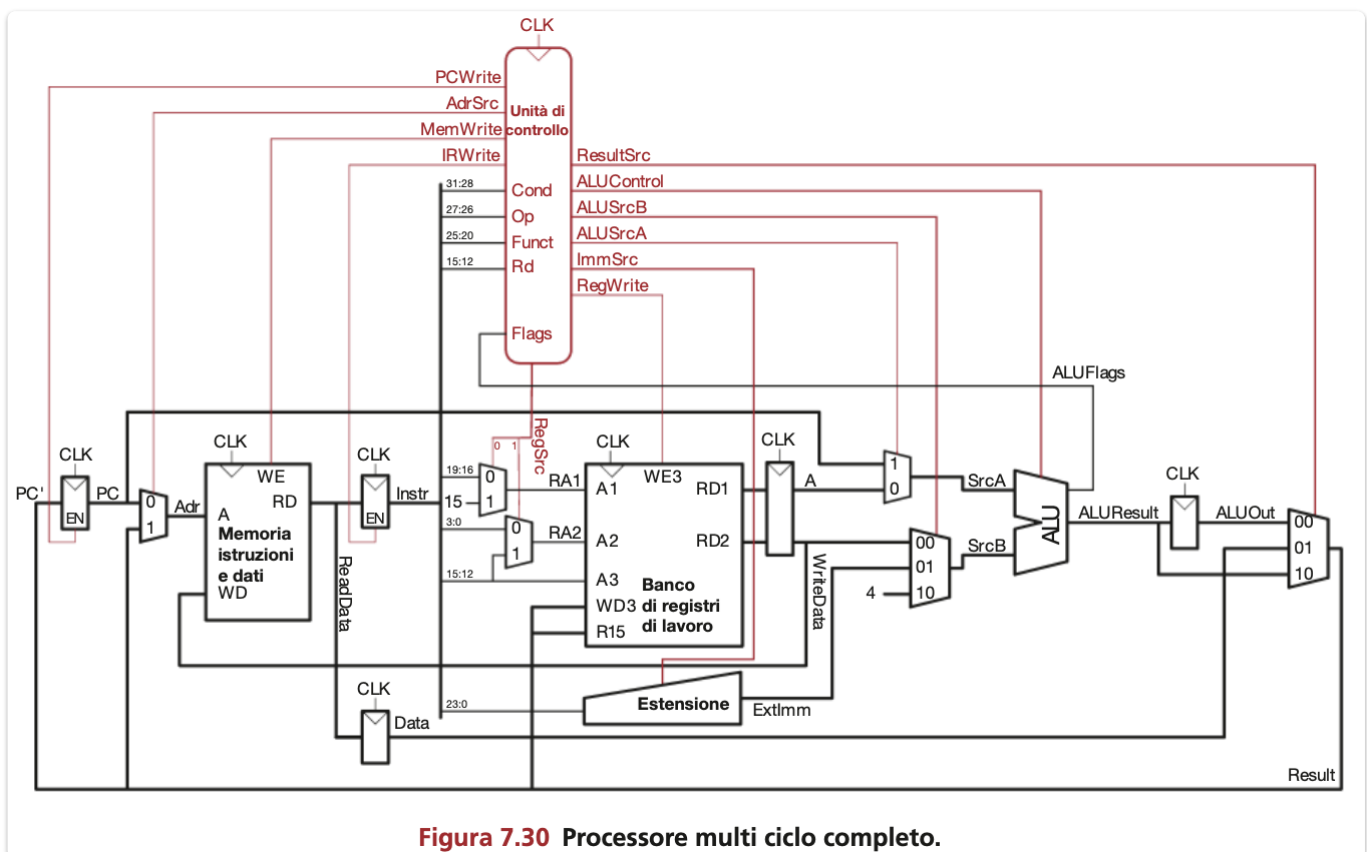 CLK
PCWrite
AdrSrc
MemWrite
IRWrite
Unità di
controllo
31:28
Cond
27:26
Op
25:20
Funct
15:12
Rd
Flags
ResultSrc
ALUControl
ALUSrcB
ALUSrcA
ImmSrc
RegWrite
ALUFlags
RegSrc
0 1
PC'
CLK
EN
PC
0
1
Adr
CLK
WE
RD
A
Memoria
istruzioni
e dati
WD
ReadData
CLK
EN
Instr
19:16
15
0
1
RA1
3:0
0
1
RA2
15:12
CLK
WE3
A1
RD1
A2
RD2
A3
WD3
R15
Banco
di registri
di lavoro
CLK
A
WriteData
1
0
SrcA
00
01
4
10
SrcB
ALU
ALUResult
CLK
ALUOut
00
01
10
23:0
Estensione
ExtImm
CLK
Data
Result
Figura 7.30 Processore multi ciclo completo.